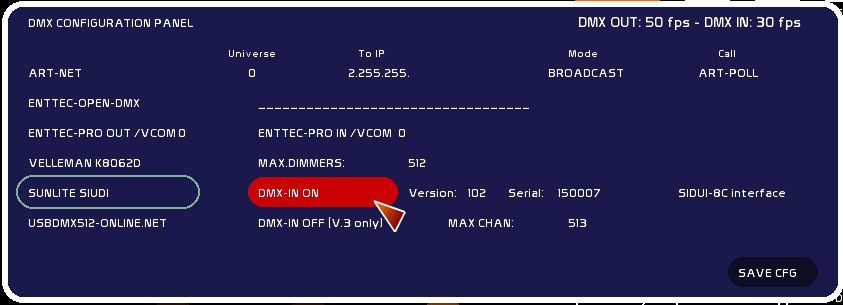 DMX CONFIGURATION PANEL DMX OUT: 50 fps - DMX IN: 30 fps
Universe To IP Mode Call
ART-NET 0 2.255.255. BROADCAST ART-POLL
ENTTEC-OPEN-DMX __________________________________
ENTTEC-PRO OUT /VCOM 0 ENTTEC-PRO IN /VCOM 0
VELLEMAN K8062D MAX.DIMMERS: 512
SUNLITE SIUDI DMX-IN ON Version: 102 Serial: 150007 SIDUI-8C interface
USBDMX512-ONLINE.NET DMX-IN OFF (V.3 only) MAX CHAN: 513
SAVE CFG